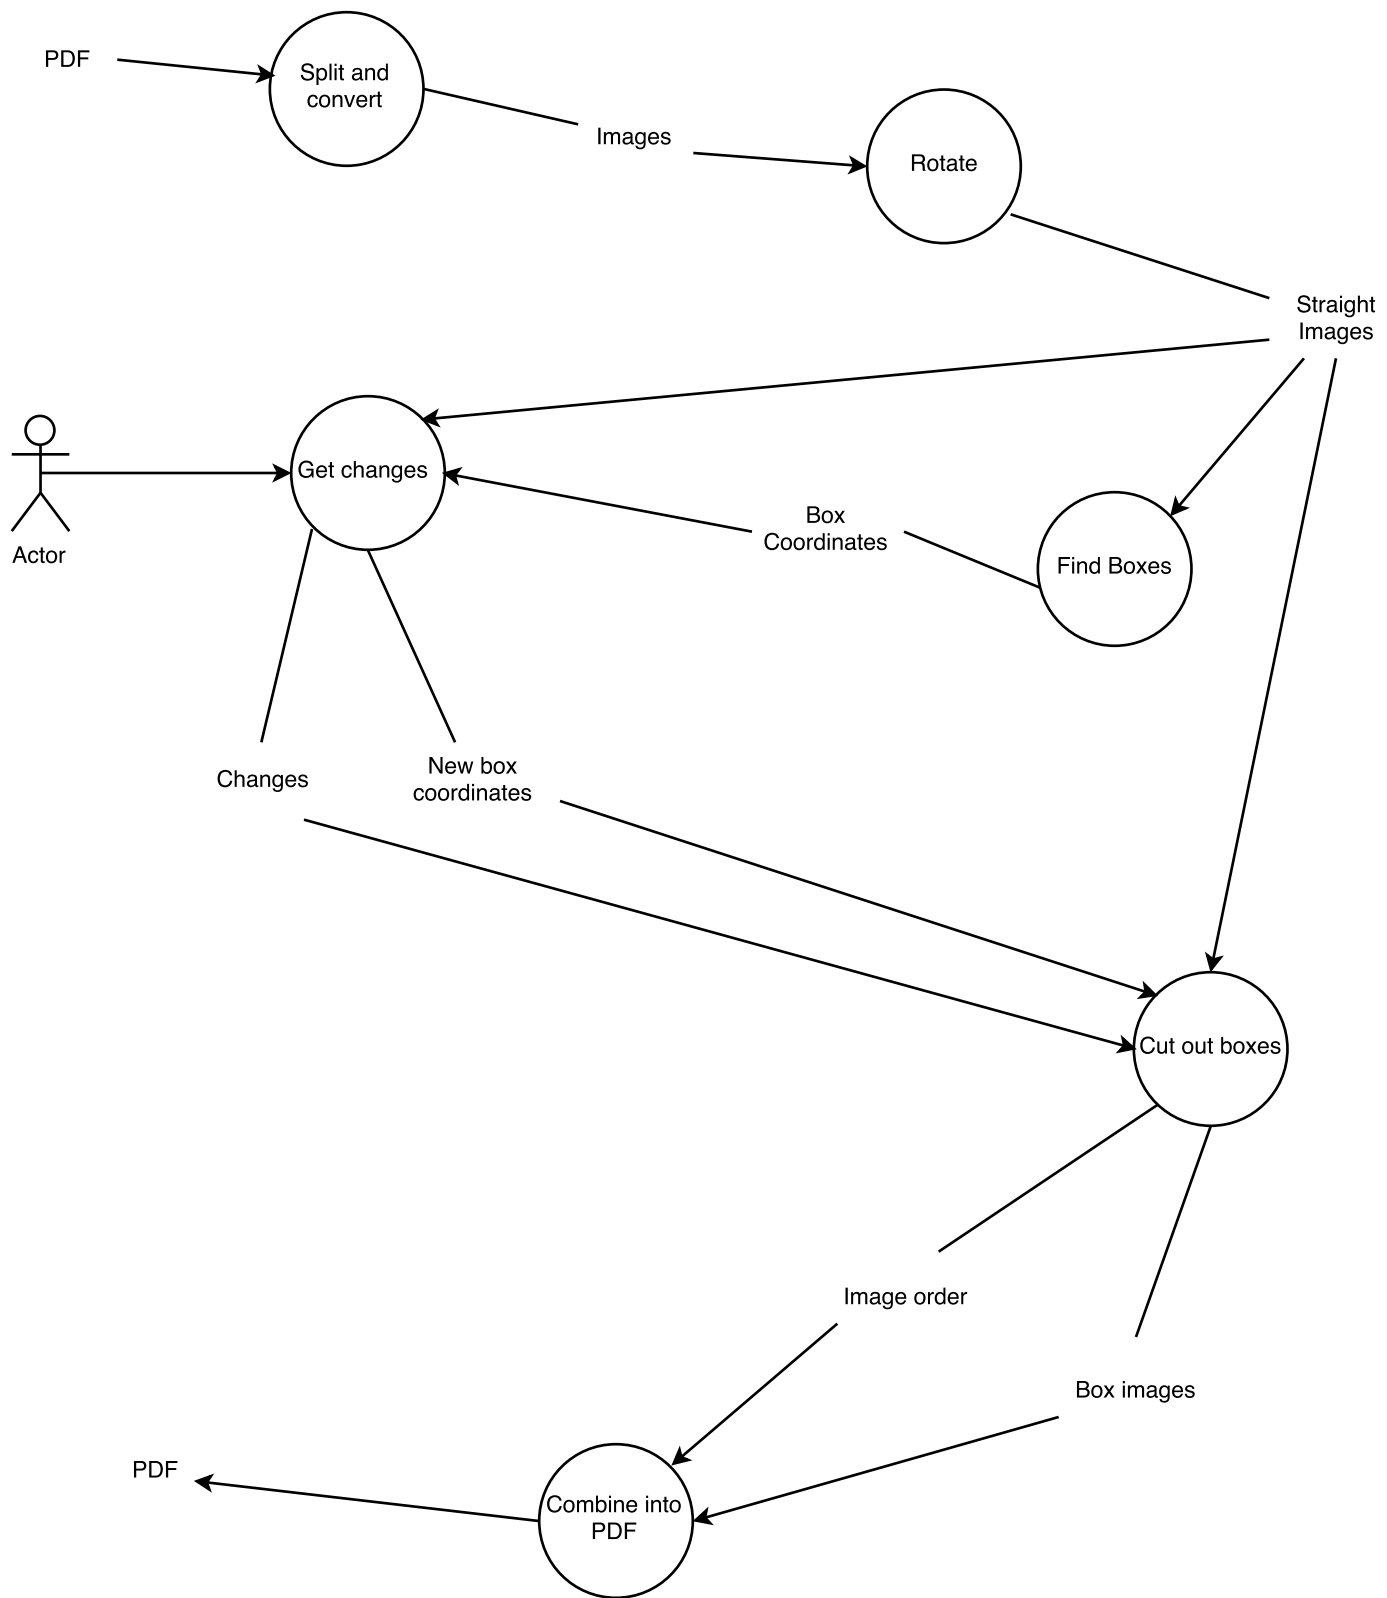 PDF
Split and
convert
Images
Rotate
Straight
Images
Get changes
Actor
Box
Coordinates
Find Boxes
Changes
New box
coordinates
Cut out boxes
Image order
Box images
PDF
Combine into
PDF